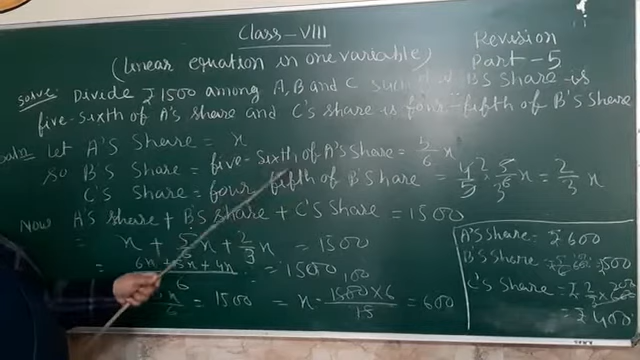 Class-VIII
Revision
(linear equation in one variable)
Part-5
Solve: Divide ₹1500 among A, B and C such that B's Share is
five-sixth of A's share and C's share is four-fifth of B's Share
Soln: Let A's Share = x
So B's Share = five-sixth of A's Share = 5/6 x
C's Share = four fifth of B's Share = 4/5 × 5/6 x = 2/3 x
Now A's share + B's share + C's Share = 1500
= x + 5/6 x + 2/3 x = 1500
= 6x + 5x + 4x / 6 = 1500
x / 6 = 1500 = x = 1500 × 6 / 15 = 600
A's Share = ₹ 600
B's Share = 500
C's Share = ₹ 2/3 × 600
= ₹ 400